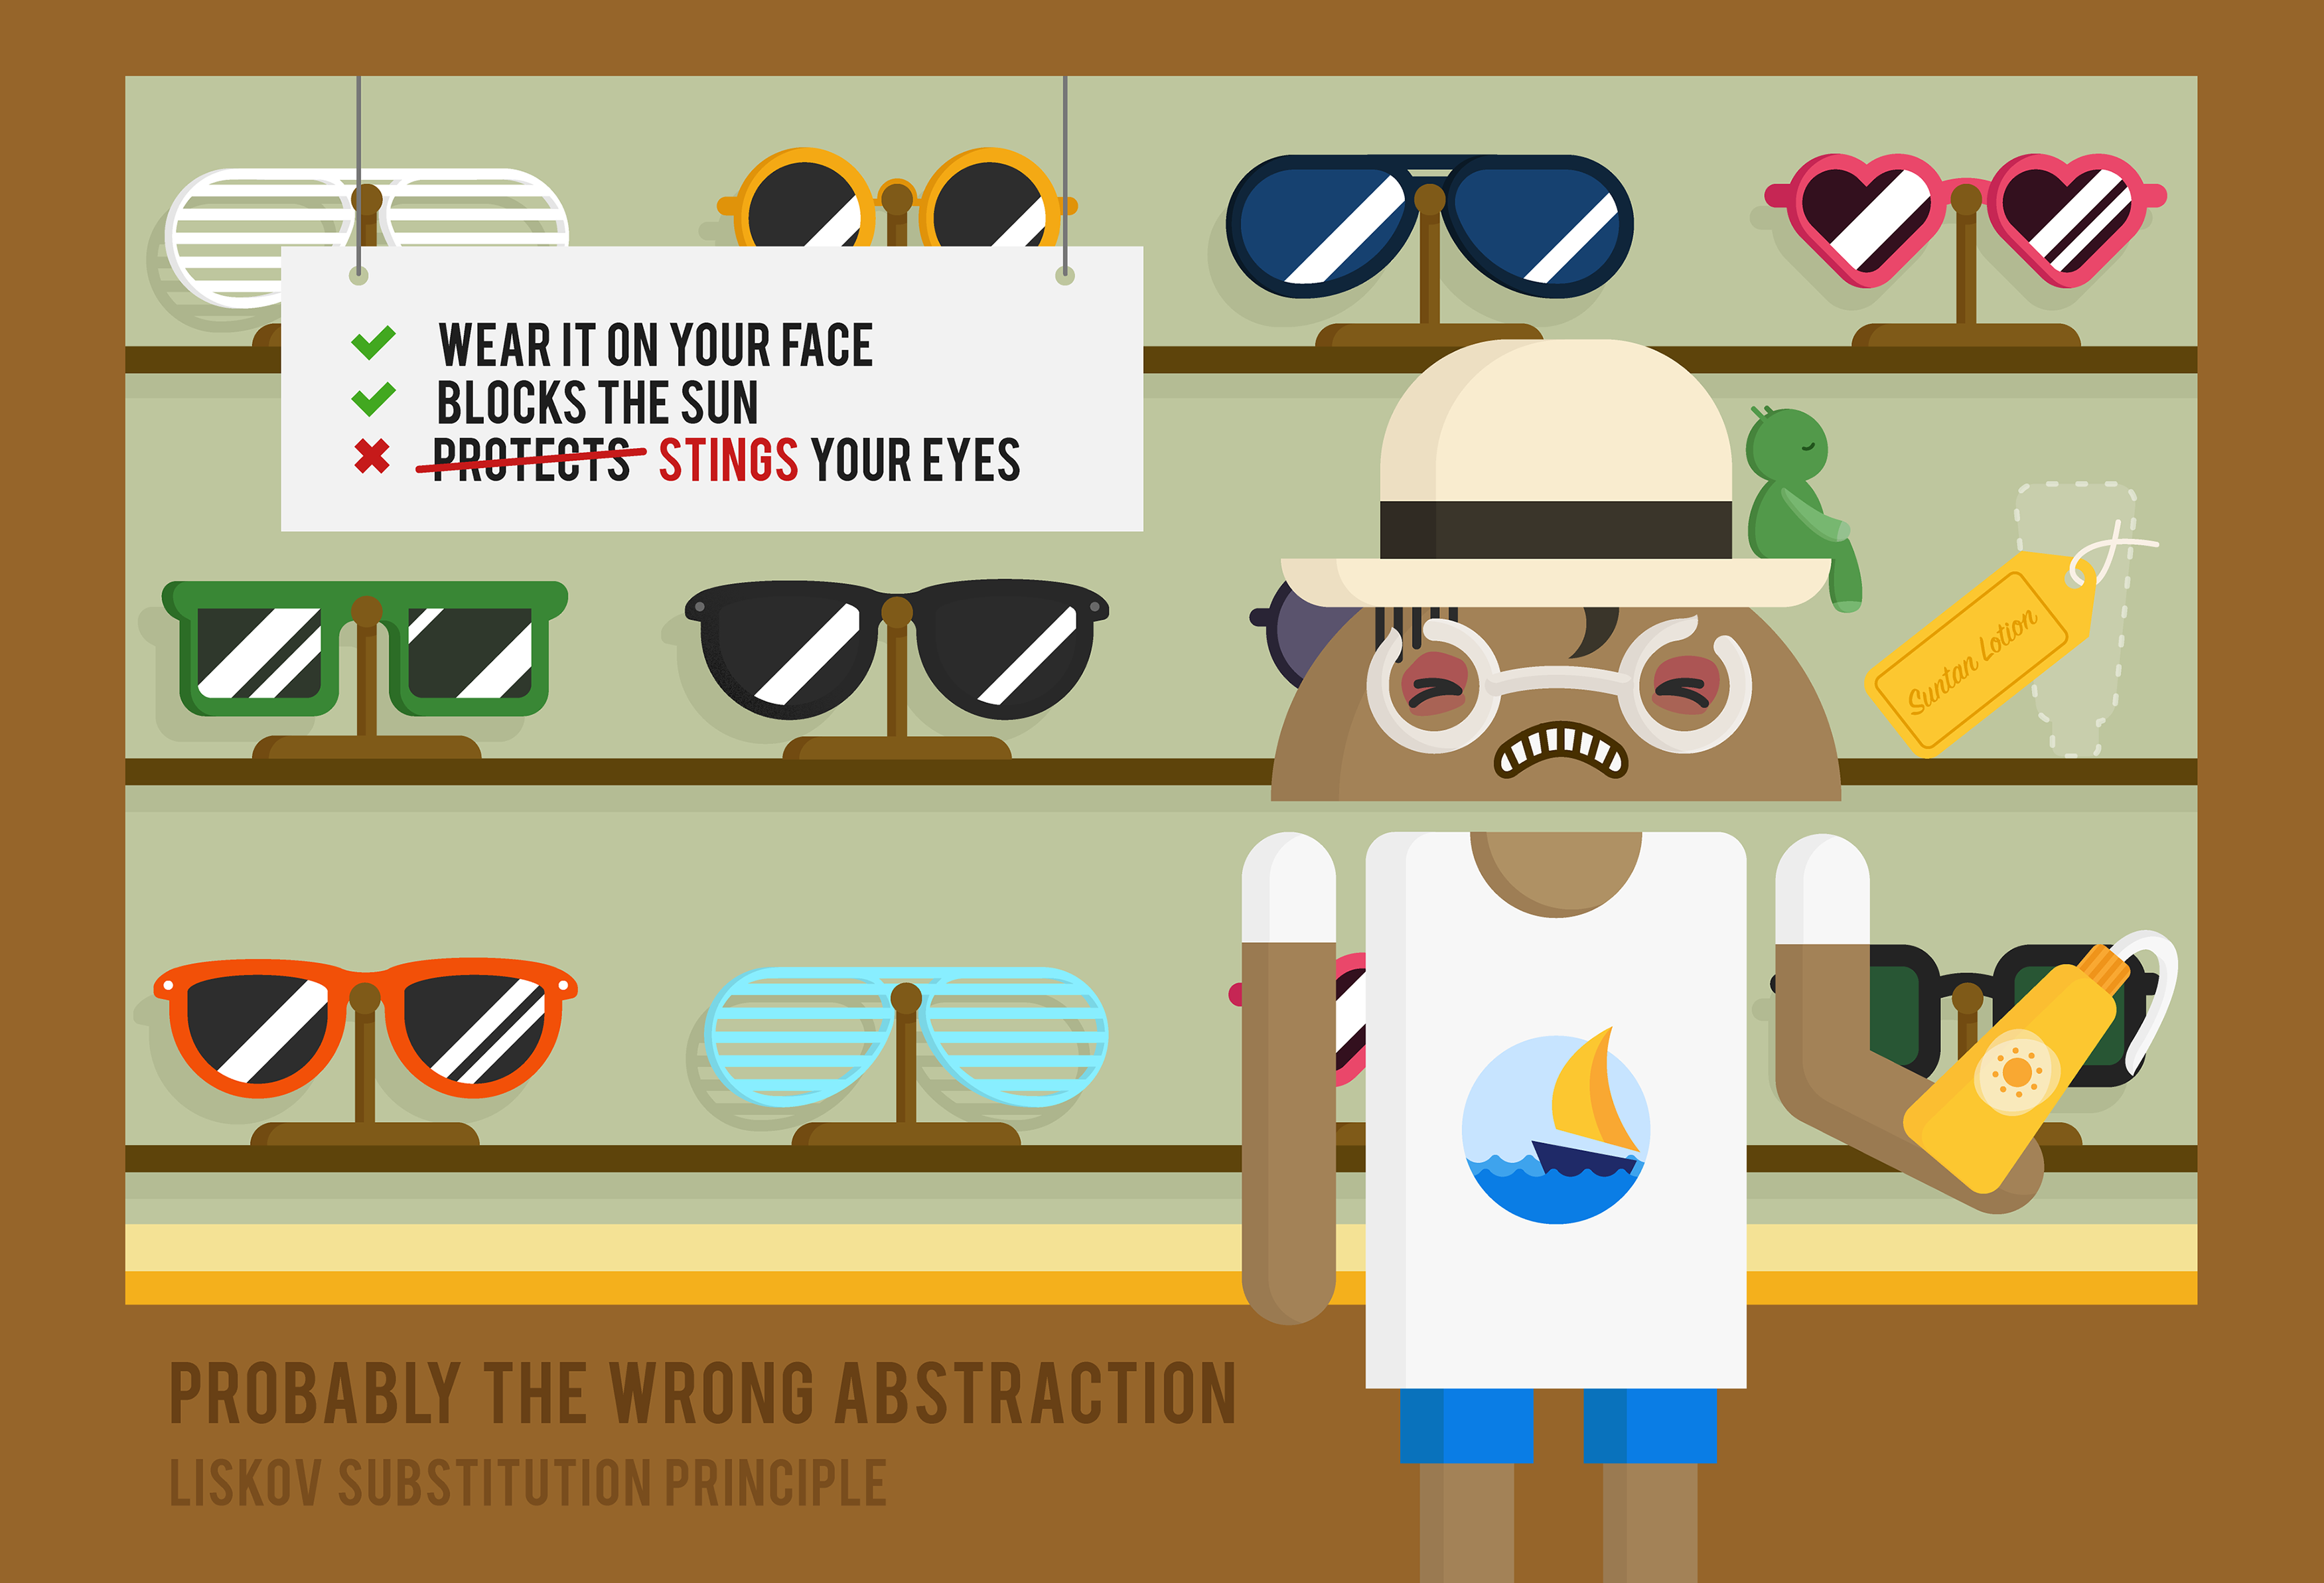 WEAR IT ON YOUR FACE
BLOCKS THE SUN
PROTECTS STINGS YOUR EYES
Suntan Lotion
PROBABLY THE WRONG ABSTRACTION
LISKOV SUBSTITUTION PRINCIPLE